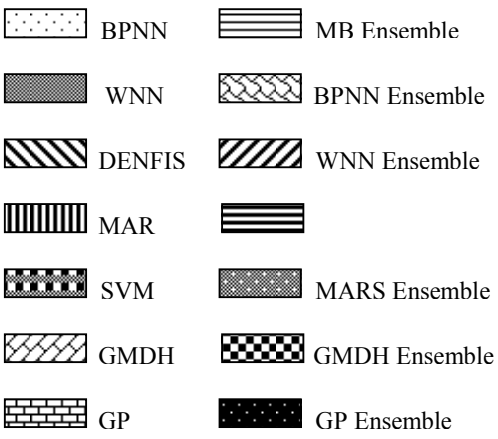 BPNN MB Ensemble
WNN BPNN Ensemble
DENFIS WNN Ensemble
MAR
SVM MARS Ensemble
GMDH GMDH Ensemble
GP GP Ensemble